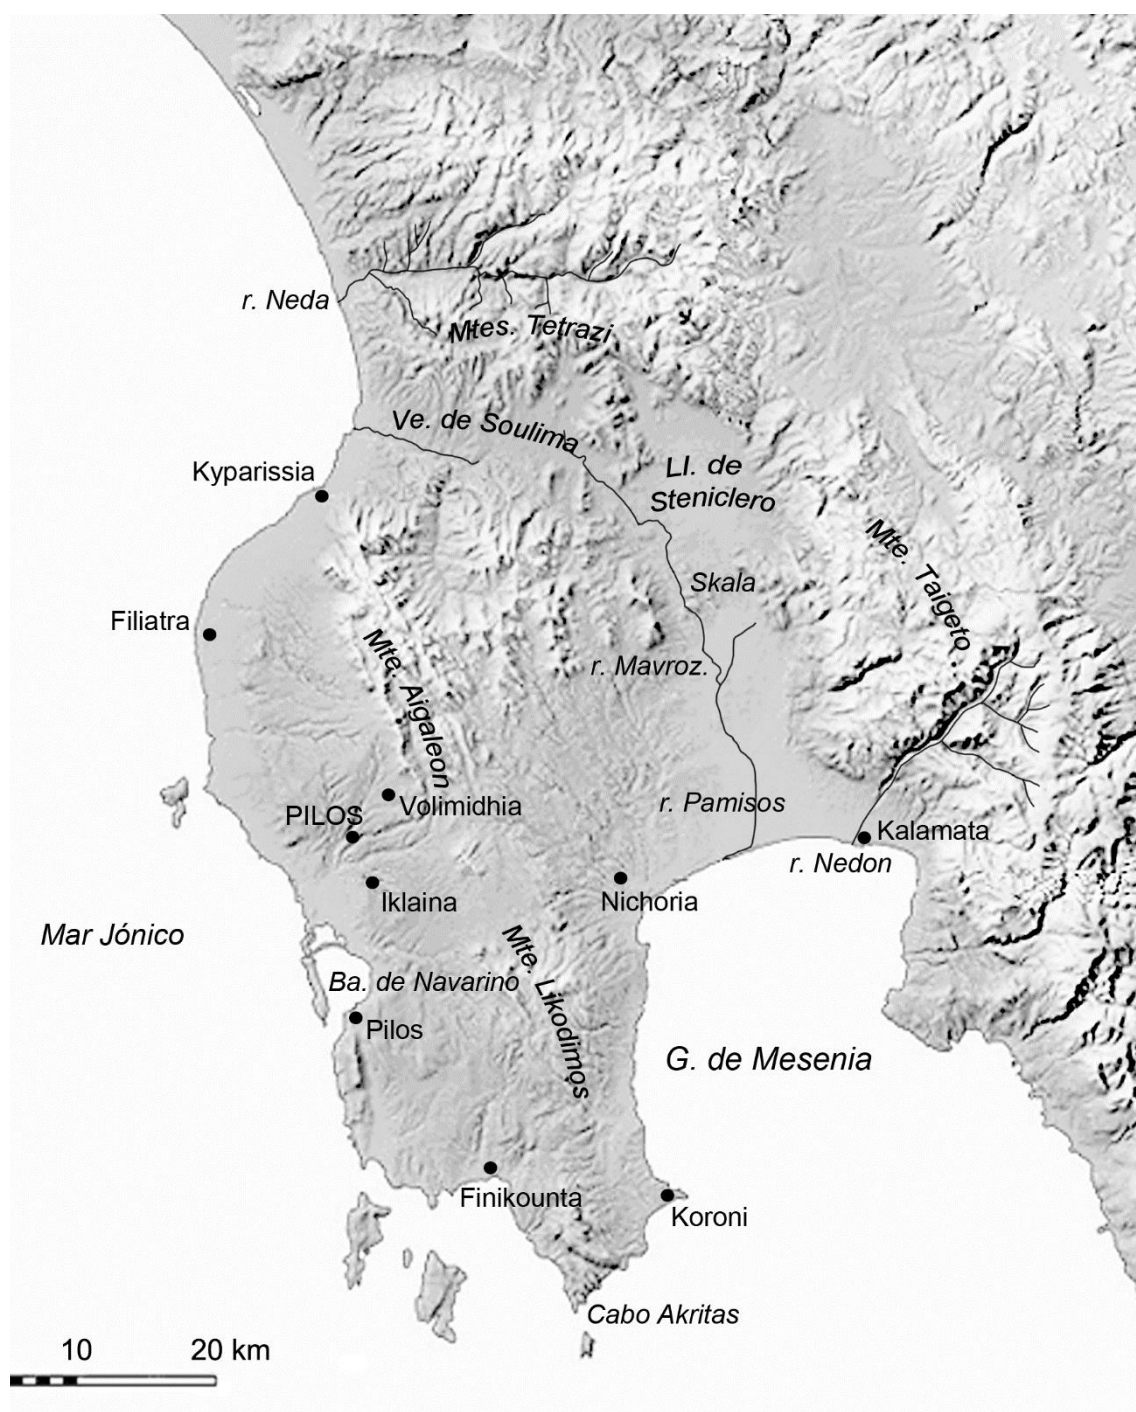 r. Neda
Mtes. Tetrazi
Ve. de Soulima
Kyparissia
Ll. de
Steniclero
Mte. Taigeto
Skala
Filiatra
Mte. Aigaleon
r. Mavroz.
Volimidhia
PILOS
r. Pamisos
Kalamata
r. Nedon
Iklaina
Nichoria
Mar Jónico
Mte. Likodimos
Ba. de Navarino
Pilos
G. de Mesenia
Finikounta
Koroni
Cabo Akritas
10 20 km